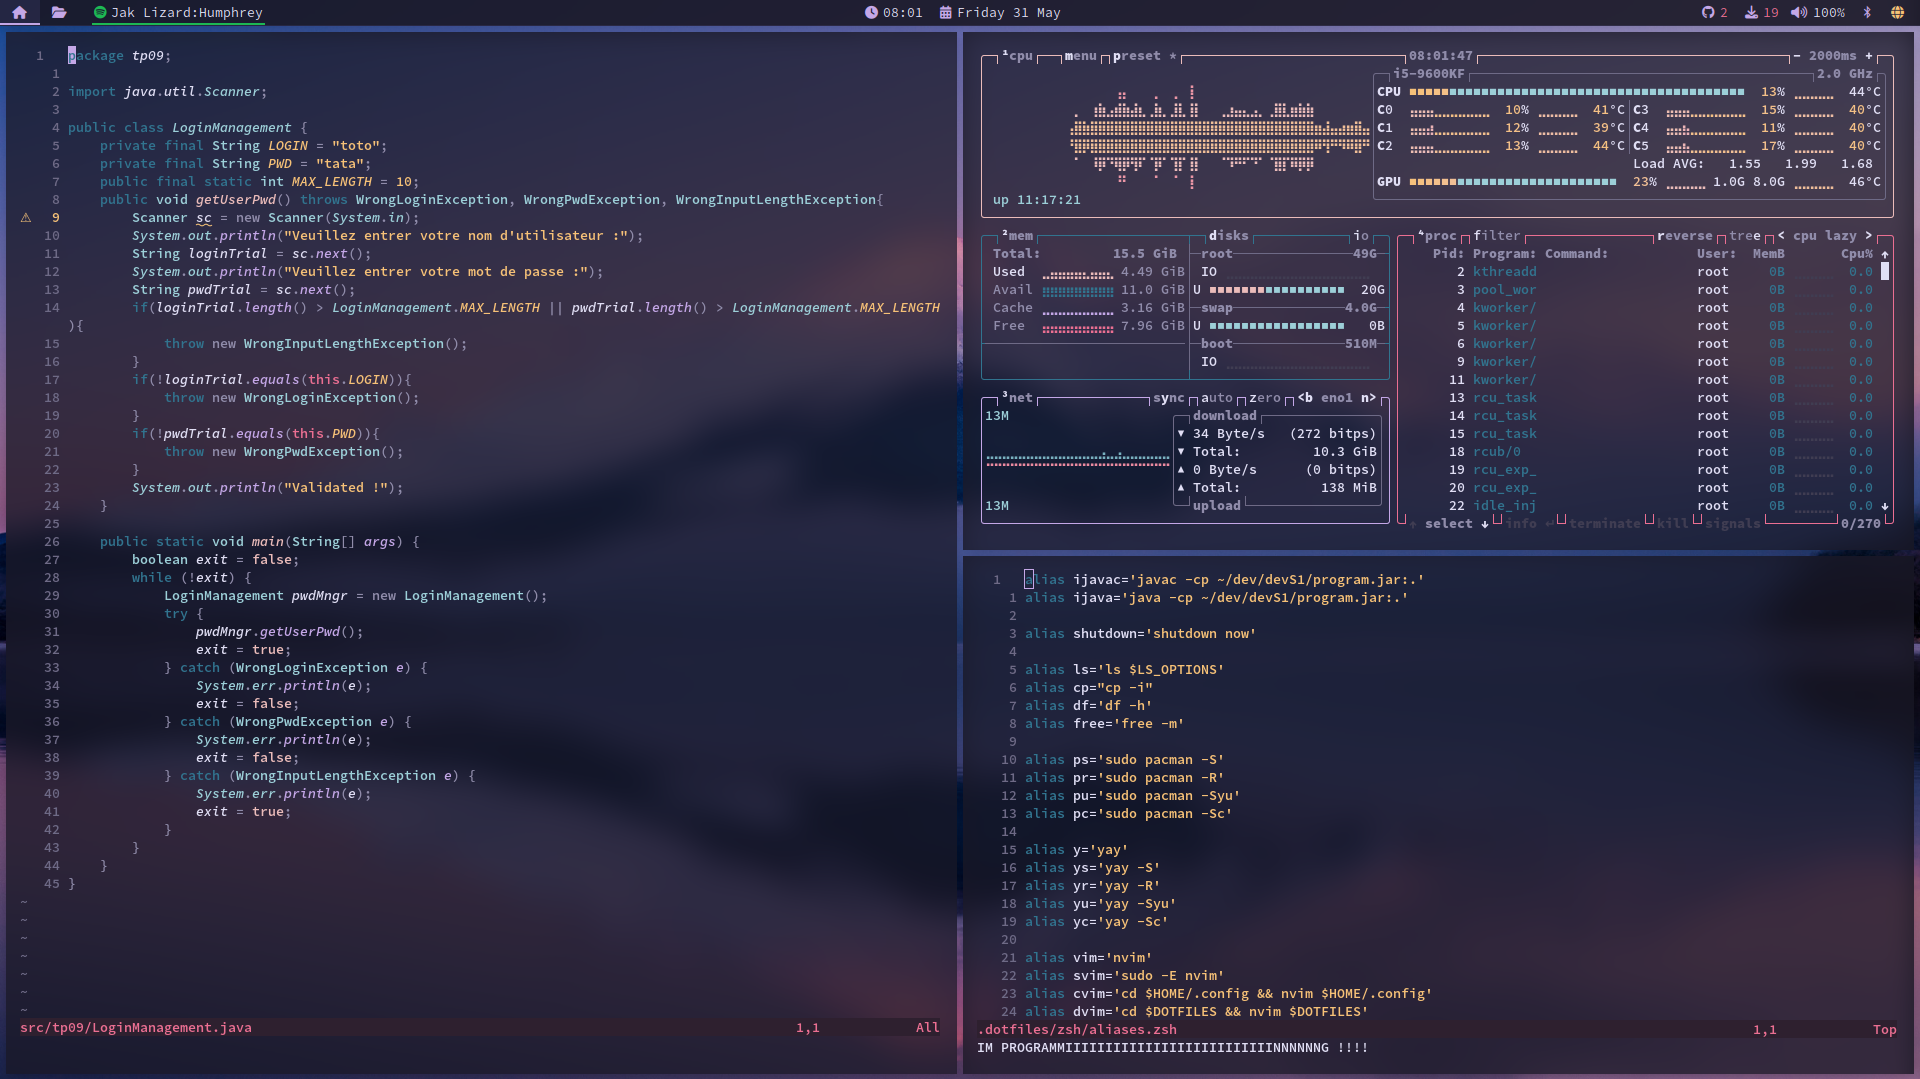 Jak Lizard:Humphrey
08:01 Friday 31 May
2 19 100%
1 package tp09;
1
2 import java.util.Scanner;
3
4 public class LoginManagement {
5 private final String LOGIN = "toto";
6 private final String PWD = "tata";
7 public final static int MAX_LENGTH = 10;
8 public void getUserPwd() throws WrongLoginException, WrongPwdException, WrongInputLengthException{
⚠ 9 Scanner sc = new Scanner(System.in);
10 System.out.println("Veuillez entrer votre nom d'utilisateur :");
11 String loginTrial = sc.next();
12 System.out.println("Veuillez entrer votre mot de passe :");
13 String pwdTrial = sc.next();
14 if(loginTrial.length() > LoginManagement.MAX_LENGTH || pwdTrial.length() > LoginManagement.MAX_LENGTH
){
15 throw new WrongInputLengthException();
16 }
17 if(!loginTrial.equals(this.LOGIN)){
18 throw new WrongLoginException();
19 }
20 if(!pwdTrial.equals(this.PWD)){
21 throw new WrongPwdException();
22 }
23 System.out.println("Validated !");
24 }
25
26 public static void main(String[] args) {
27 boolean exit = false;
28 while (!exit) {
29 LoginManagement pwdMngr = new LoginManagement();
30 try {
31 pwdMngr.getUserPwd();
32 exit = true;
33 } catch (WrongLoginException e) {
34 System.err.println(e);
35 exit = false;
36 } catch (WrongPwdException e) {
37 System.err.println(e);
38 exit = false;
39 } catch (WrongInputLengthException e) {
40 System.err.println(e);
41 exit = true;
42 }
43 }
44 }
45 }
~
~
~
~
~
~
~
src/tp09/LoginManagement.java 1,1 All
¹cpu menu preset * 08:01:47 - 2000ms +
i5-9600KF 2.0 GHz
CPU 13% 44°C
C0 10% 41°C C3 15% 40°C
C1 12% 39°C C4 11% 40°C
C2 13% 44°C C5 17% 40°C
Load AVG: 1.55 1.99 1.68
GPU 23% 1.0G 8.0G 46°C
up 11:17:21
²mem
Total: 15.5 GiB
Used 4.49 GiB
Avail 11.0 GiB
Cache 3.16 GiB
Free 7.96 GiB
disks io
root 49G
IO
U 20G
swap 4.0G
U 0B
boot 510M
IO
³net sync auto zero <b eno1 n>
13M
download
▼ 34 Byte/s (272 bitps)
▼ Total: 10.3 GiB
▲ 0 Byte/s (0 bitps)
▲ Total: 138 MiB
13M
upload
⁴proc filter reverse tree < cpu lazy >
Pid: Program: Command: User: MemB Cpu% ↑
2 kthreadd root 0B 0.0
3 pool_wor root 0B 0.0
4 kworker/ root 0B 0.0
5 kworker/ root 0B 0.0
6 kworker/ root 0B 0.0
9 kworker/ root 0B 0.0
11 kworker/ root 0B 0.0
13 rcu_task root 0B 0.0
14 rcu_task root 0B 0.0
15 rcu_task root 0B 0.0
18 rcub/0 root 0B 0.0
19 rcu_exp_ root 0B 0.0
20 rcu_exp_ root 0B 0.0
22 idle_inj root 0B 0.0 ↓
↑ select ↓ info ↵ terminate kill signals 0/270
1 alias ijavac='javac -cp ~/dev/devS1/program.jar:.'
1 alias ijava='java -cp ~/dev/devS1/program.jar:.'
2
3 alias shutdown='shutdown now'
4
5 alias ls='ls $LS_OPTIONS'
6 alias cp="cp -i"
7 alias df='df -h'
8 alias free='free -m'
9
10 alias ps='sudo pacman -S'
11 alias pr='sudo pacman -R'
12 alias pu='sudo pacman -Syu'
13 alias pc='sudo pacman -Sc'
14
15 alias y='yay'
16 alias ys='yay -S'
17 alias yr='yay -R'
18 alias yu='yay -Syu'
19 alias yc='yay -Sc'
20
21 alias vim='nvim'
22 alias svim='sudo -E nvim'
23 alias cvim='cd $HOME/.config && nvim $HOME/.config'
24 alias dvim='cd $DOTFILES && nvim $DOTFILES'
.dotfiles/zsh/aliases.zsh 1,1 Top
IM PROGRAMMIIIIIIIIIIIIIIIIIIIIIIIIIINNNNNNG !!!!